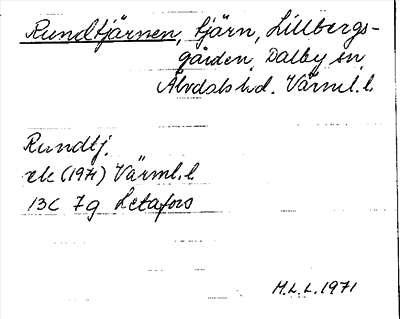 Rundtjärnen, tjärn, Lillbergs-
gården, Dalby sn,
Älvdals hd. Värml. l.
Rundtj.
ek (1971) Värml. l.
13C 7g Letafors
M.L.L. 1971